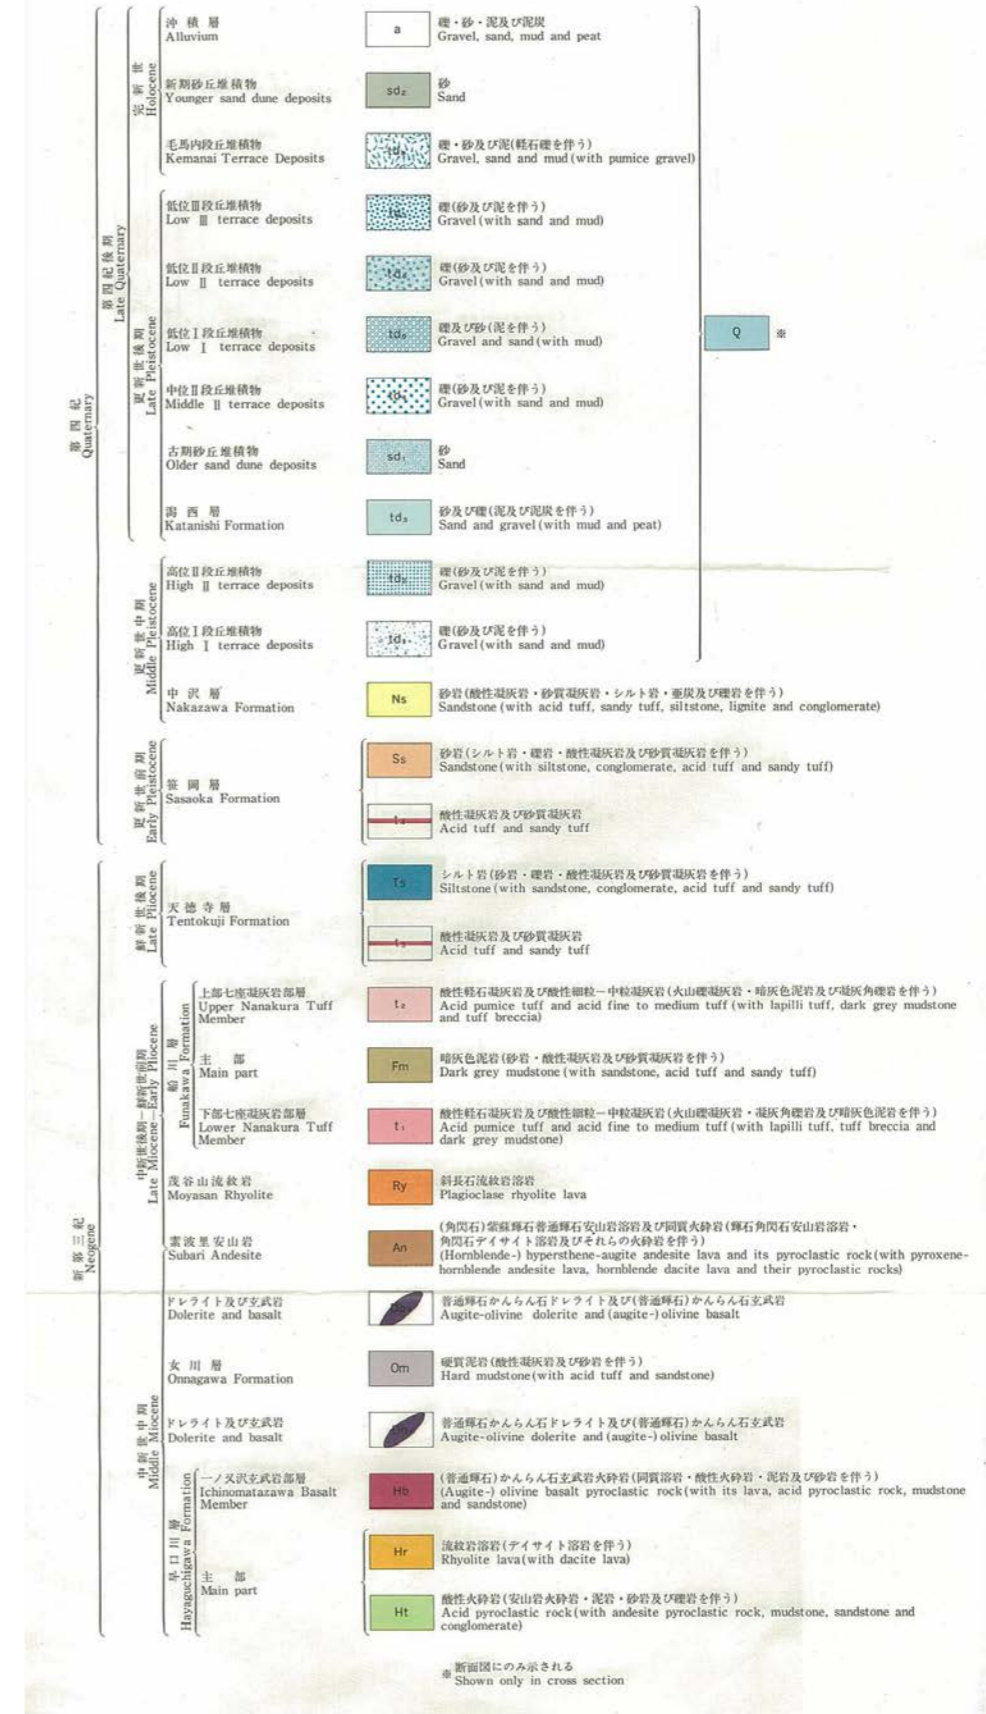 第四紀
Quaternary
第四紀後期
Late Quaternary
完新世
Holocene
沖積層
Alluvium
a
礫・砂・泥及び泥炭
Gravel, sand, mud and peat
新期砂丘堆積物
Younger sand dune deposits
sd₂
砂
Sand
毛馬内段丘堆積物
Kemanai Terrace Deposits
礫・砂及び泥(軽石礫を伴う)
Gravel, sand and mud (with pumice gravel)
更新世後期
Late Pleistocene
低位Ⅲ段丘堆積物
Low Ⅲ terrace deposits
礫(砂及び泥を伴う)
Gravel (with sand and mud)
低位Ⅱ段丘堆積物
Low Ⅱ terrace deposits
礫(砂及び泥を伴う)
Gravel (with sand and mud)
低位Ⅰ段丘堆積物
Low Ⅰ terrace deposits
礫及び砂(泥を伴う)
Gravel and sand (with mud)
Q ※
中位Ⅱ段丘堆積物
Middle Ⅱ terrace deposits
礫(砂及び泥を伴う)
Gravel (with sand and mud)
古期砂丘堆積物
Older sand dune deposits
sd₁
砂
Sand
潟西層
Katanishi Formation
td₃
砂及び礫(泥及び泥炭を伴う)
Sand and gravel (with mud and peat)
更新世中期
Middle Pleistocene
高位Ⅱ段丘堆積物
High Ⅱ terrace deposits
td₂
礫(砂及び泥を伴う)
Gravel (with sand and mud)
高位Ⅰ段丘堆積物
High Ⅰ terrace deposits
td₁
礫(砂及び泥を伴う)
Gravel (with sand and mud)
中沢層
Nakazawa Formation
Ns
砂岩(酸性凝灰岩・砂質凝灰岩・シルト岩・亜炭及び礫岩を伴う)
Sandstone (with acid tuff, sandy tuff, siltstone, lignite and conglomerate)
更新世前期
Early Pleistocene
笹岡層
Sasaoka Formation
Ss
砂岩(シルト岩・礫岩・酸性凝灰岩及び砂質凝灰岩を伴う)
Sandstone (with siltstone, conglomerate, acid tuff and sandy tuff)
酸性凝灰岩及び砂質凝灰岩
Acid tuff and sandy tuff
新第三紀
Neogene
鮮新世後期
Late Pliocene
天徳寺層
Tentokuji Formation
Ts
シルト岩(砂岩・礫岩・酸性凝灰岩及び砂質凝灰岩を伴う)
Siltstone (with sandstone, conglomerate, acid tuff and sandy tuff)
酸性凝灰岩及び砂質凝灰岩
Acid tuff and sandy tuff
中新世後期—鮮新世前期
Late Miocene—Early Pliocene
船川層
Funakawa Formation
上部七座凝灰岩部層
Upper Nanakura Tuff
Member
t₂
酸性軽石凝灰岩及び酸性細粒−中粒凝灰岩(火山礫凝灰岩・暗灰色泥岩及び凝灰角礫岩を伴う)
Acid pumice tuff and acid fine to medium tuff (with lapilli tuff, dark grey mudstone
and tuff breccia)
主部
Main part
Fm
暗灰色泥岩(砂岩・酸性凝灰岩及び砂質凝灰岩を伴う)
Dark grey mudstone (with sandstone, acid tuff and sandy tuff)
下部七座凝灰岩部層
Lower Nanakura Tuff
Member
t₁
酸性軽石凝灰岩及び酸性細粒−中粒凝灰岩(火山礫凝灰岩・凝灰角礫岩及び暗灰色泥岩を伴う)
Acid pumice tuff and acid fine to medium tuff (with lapilli tuff, tuff breccia and
dark grey mudstone)
茂谷山流紋岩
Moyasan Rhyolite
Ry
斜長石流紋岩溶岩
Plagioclase rhyolite lava
素波里安山岩
Subari Andesite
An
(角閃石)紫蘇輝石普通輝石安山岩溶岩及び同質火砕岩(輝石角閃石安山岩溶岩・
角閃石デイサイト溶岩及びそれらの火砕岩を伴う)
(Hornblende-) hypersthene-augite andesite lava and its pyroclastic rock (with pyroxene-
hornblende andesite lava, hornblende dacite lava and their pyroclastic rocks)
中新世中期
Middle Miocene
ドレライト及び玄武岩
Dolerite and basalt
普通輝石かんらん石ドレライト及び(普通輝石)かんらん石玄武岩
Augite-olivine dolerite and (augite-) olivine basalt
女川層
Onnagawa Formation
Om
硬質泥岩(酸性凝灰岩及び砂岩を伴う)
Hard mudstone (with acid tuff and sandstone)
ドレライト及び玄武岩
Dolerite and basalt
普通輝石かんらん石ドレライト及び(普通輝石)かんらん石玄武岩
Augite-olivine dolerite and (augite-) olivine basalt
早口川層
Hayaguchigawa Formation
一ノ又沢玄武岩部層
Ichinomatazawa Basalt
Member
Hb
(普通輝石)かんらん石玄武岩火砕岩(同質溶岩・酸性火砕岩・泥岩及び砂岩を伴う)
(Augite-) olivine basalt pyroclastic rock (with its lava, acid pyroclastic rock, mudstone
and sandstone)
主部
Main part
Hr
流紋岩溶岩(デイサイト溶岩を伴う)
Rhyolite lava (with dacite lava)
Ht
酸性火砕岩(安山岩火砕岩・泥岩・砂岩及び礫岩を伴う)
Acid pyroclastic rock (with andesite pyroclastic rock, mudstone, sandstone and
conglomerate)
※ 断面図にのみ示される
Shown only in cross section